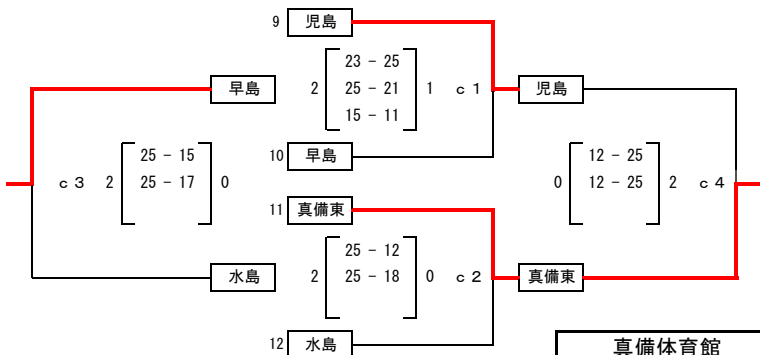 9 児島
23 - 25
早島 2 25 - 21 1 c1 児島
15 - 11
10 早島
25 - 15 12 - 25
c3 2 25 - 17 0 0 12 - 25 2 c4
11 真備東
25 - 12
水島 2 25 - 18 0 c2 真備東
12 水島
真備体育館